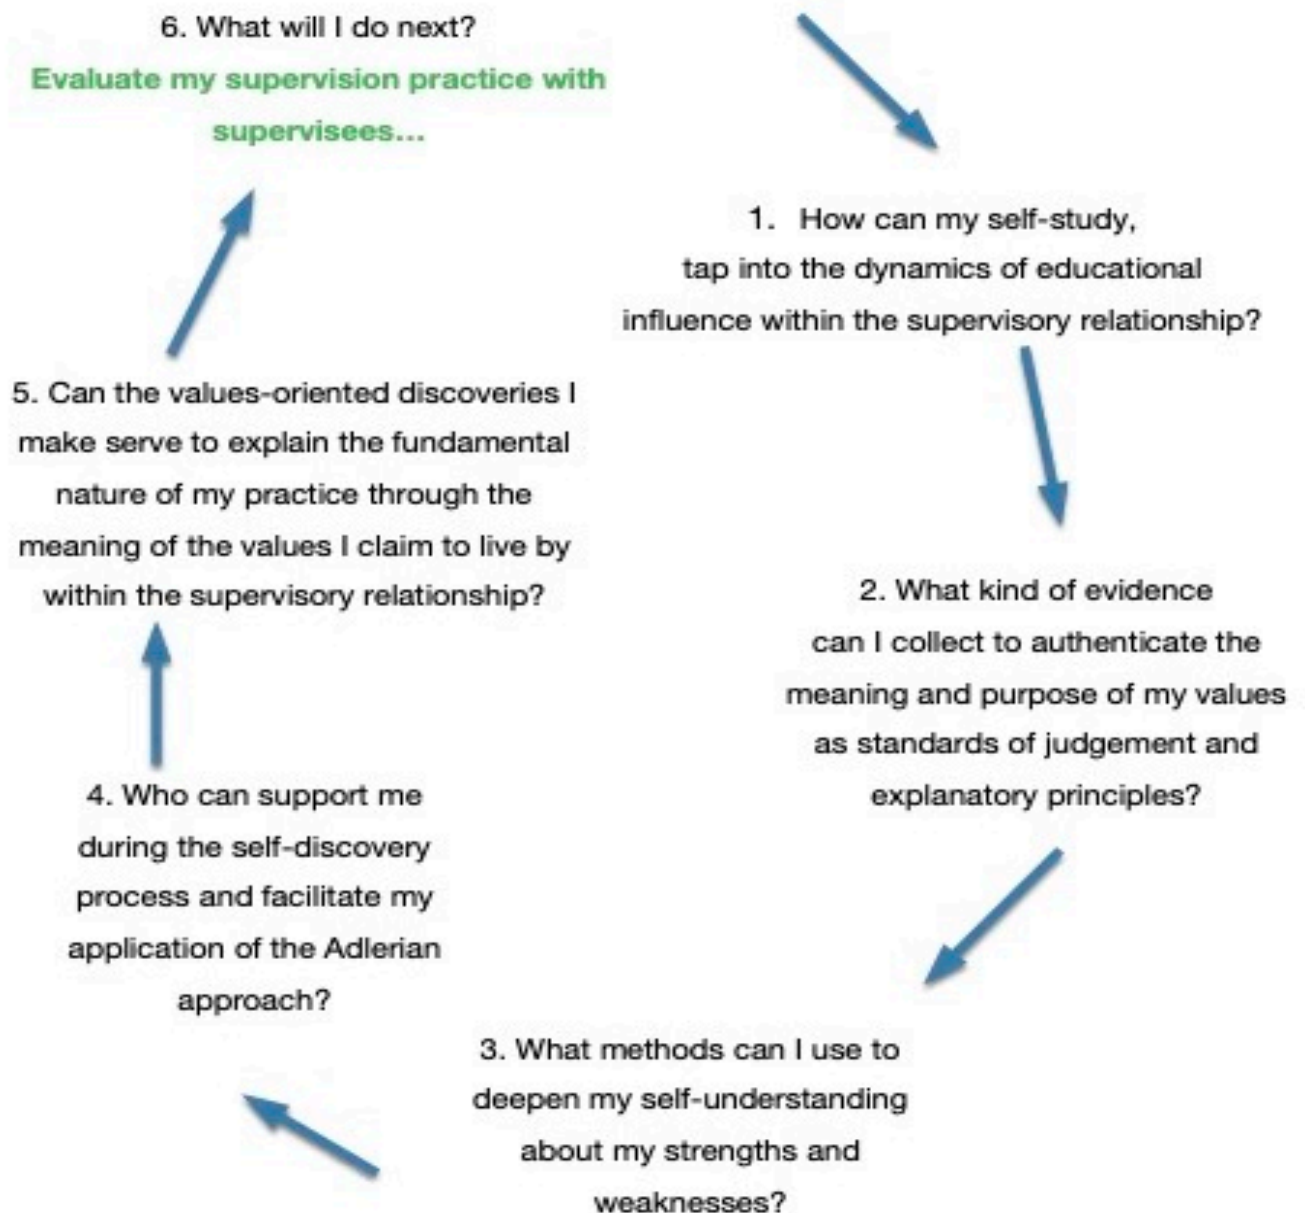 6. What will I do next?
Evaluate my supervision practice with
supervisees...
1. How can my self-study,
tap into the dynamics of educational
influence within the supervisory relationship?
2. What kind of evidence
can I collect to authenticate the
meaning and purpose of my values
as standards of judgement and
explanatory principles?
3. What methods can I use to
deepen my self-understanding
about my strengths and
weaknesses?
4. Who can support me
during the self-discovery
process and facilitate my
application of the Adlerian
approach?
5. Can the values-oriented discoveries I
make serve to explain the fundamental
nature of my practice through the
meaning of the values I claim to live by
within the supervisory relationship?